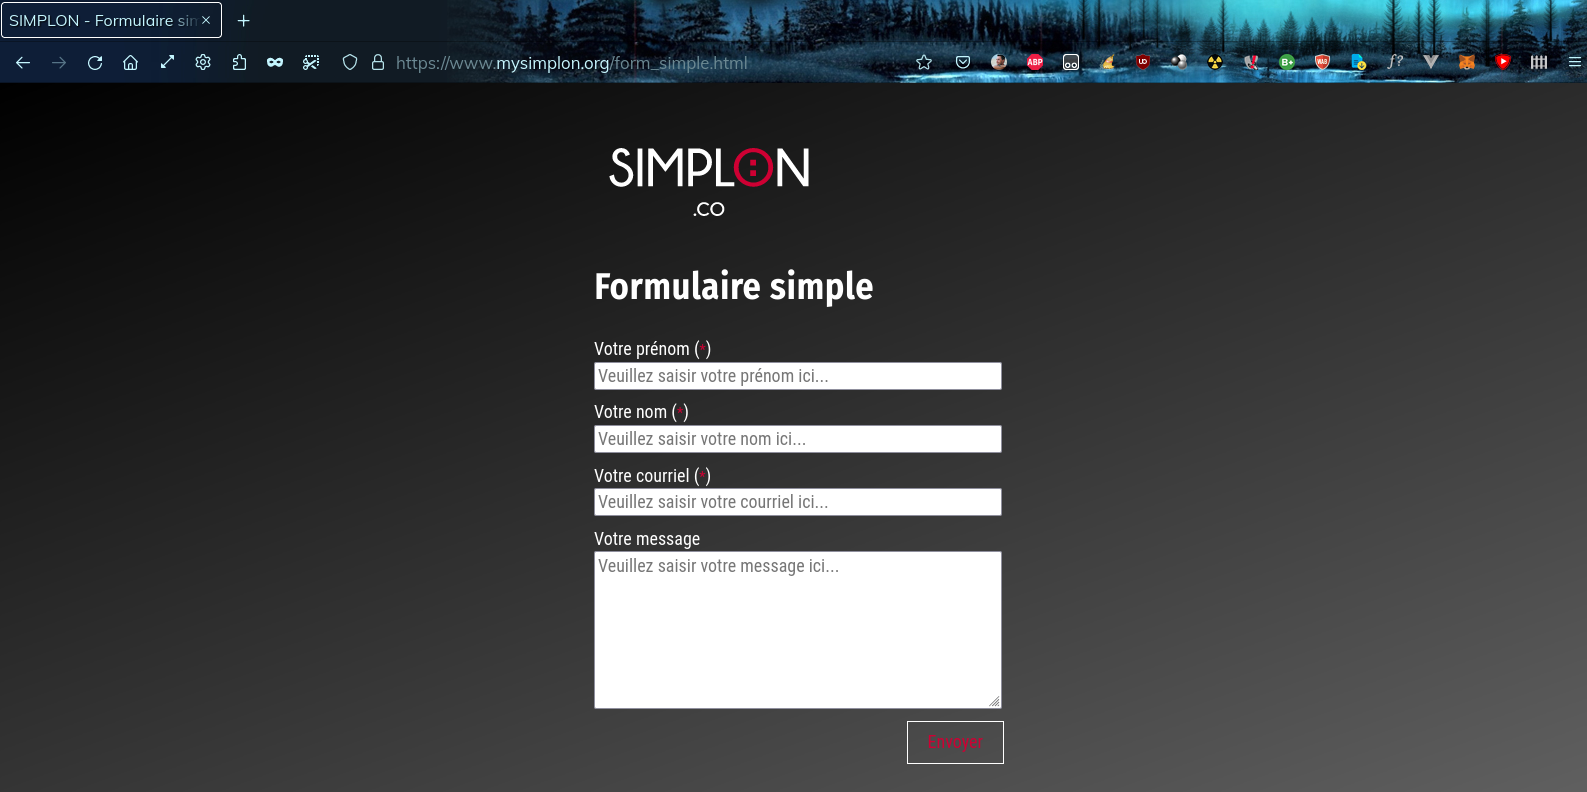 SIMPLON - Formulaire sim
https://www.mysimplon.org/form_simple.html
ABP
f?
SIMPLON
.CO
Formulaire simple
Votre prénom (*)
Veuillez saisir votre prénom ici...
Votre nom (*)
Veuillez saisir votre nom ici...
Votre courriel (*)
Veuillez saisir votre courriel ici...
Votre message
Veuillez saisir votre message ici...
Envoyer